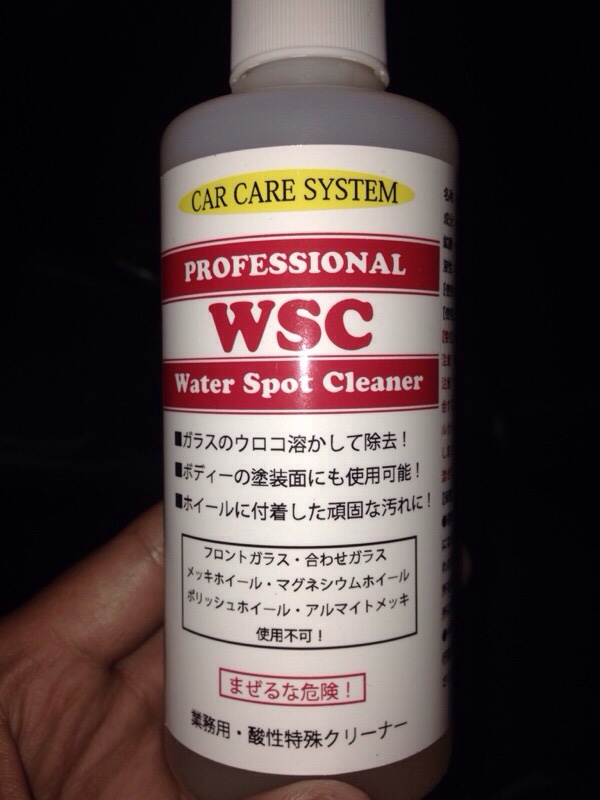 CAR CARE SYSTEM
PROFESSIONAL
WSC
Water Spot Cleaner
■ガラスのウロコ溶かして除去！
■ボディーの塗装面にも使用可能！
■ホイールに付着した頑固な汚れに！
フロントガラス・合わせガラス
メッキホイール・マグネシウムホイール
ポリッシュホイール・アルマイトメッキ
使用不可！
まぜるな危険！
業務用・酸性特殊クリーナー